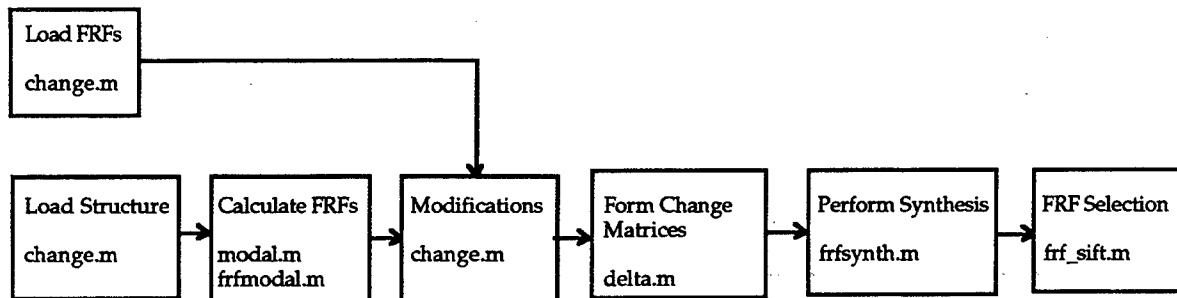 Load FRFs
change.m
Load Structure
change.m
Calculate FRFs
modal.m
frfmodal.m
Modifications
change.m
Form Change
Matrices
delta.m
Perform Synthesis
frfsynth.m
FRF Selection
frf_sift.m